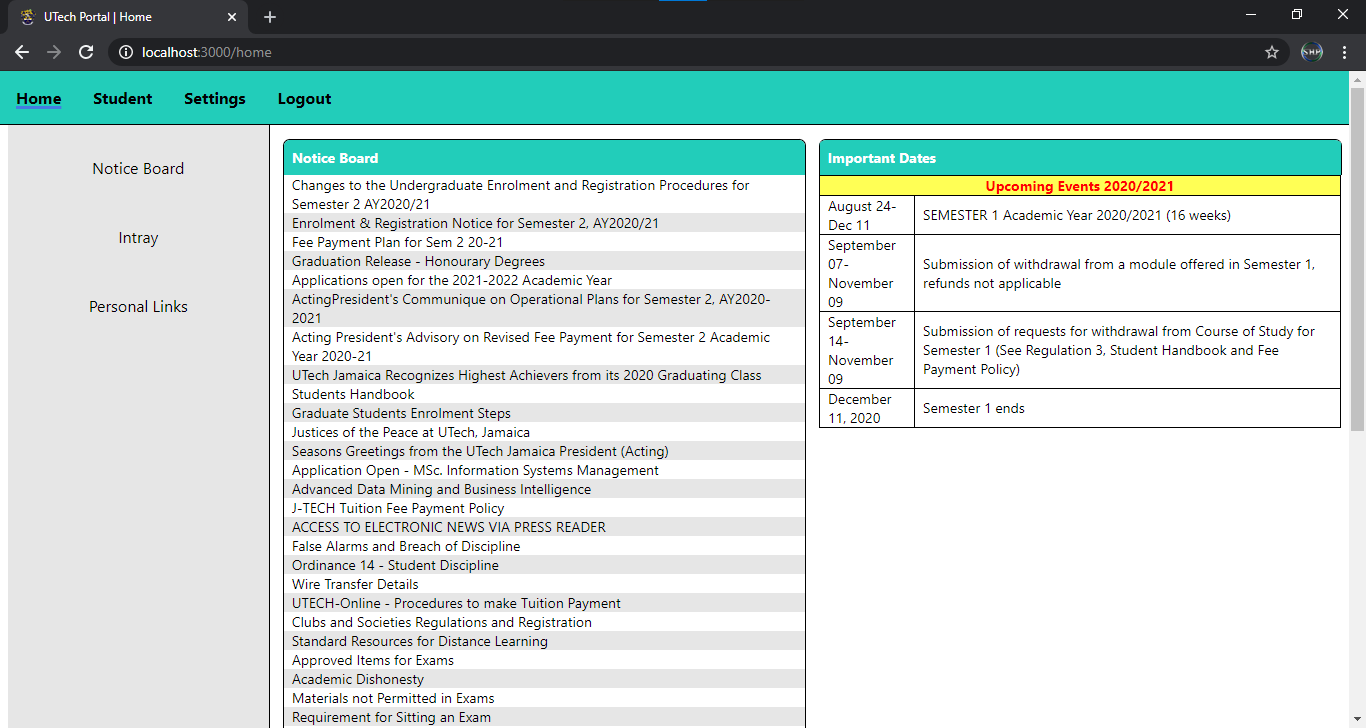 UTech Portal | Home
localhost:3000/home
SHP
Home Student Settings Logout
Notice Board
Intray
Personal Links
Notice Board
Changes to the Undergraduate Enrolment and Registration Procedures for
Semester 2 AY2020/21
Enrolment & Registration Notice for Semester 2, AY2020/21
Fee Payment Plan for Sem 2 20-21
Graduation Release - Honourary Degrees
Applications open for the 2021-2022 Academic Year
ActingPresident's Communique on Operational Plans for Semester 2, AY2020-
2021
Acting President's Advisory on Revised Fee Payment for Semester 2 Academic
Year 2020-21
UTech Jamaica Recognizes Highest Achievers from its 2020 Graduating Class
Students Handbook
Graduate Students Enrolment Steps
Justices of the Peace at UTech, Jamaica
Seasons Greetings from the UTech Jamaica President (Acting)
Application Open - MSc. Information Systems Management
Advanced Data Mining and Business Intelligence
J-TECH Tuition Fee Payment Policy
ACCESS TO ELECTRONIC NEWS VIA PRESS READER
False Alarms and Breach of Discipline
Ordinance 14 - Student Discipline
Wire Transfer Details
UTECH-Online - Procedures to make Tuition Payment
Clubs and Societies Regulations and Registration
Standard Resources for Distance Learning
Approved Items for Exams
Academic Dishonesty
Materials not Permitted in Exams
Requirement for Sitting an Exam
Important Dates
Upcoming Events 2020/2021
August 24-
Dec 11
SEMESTER 1 Academic Year 2020/2021 (16 weeks)
September
07-
November
09
Submission of withdrawal from a module offered in Semester 1,
refunds not applicable
September
14-
November
09
Submission of requests for withdrawal from Course of Study for
Semester 1 (See Regulation 3, Student Handbook and Fee
Payment Policy)
December
11, 2020
Semester 1 ends